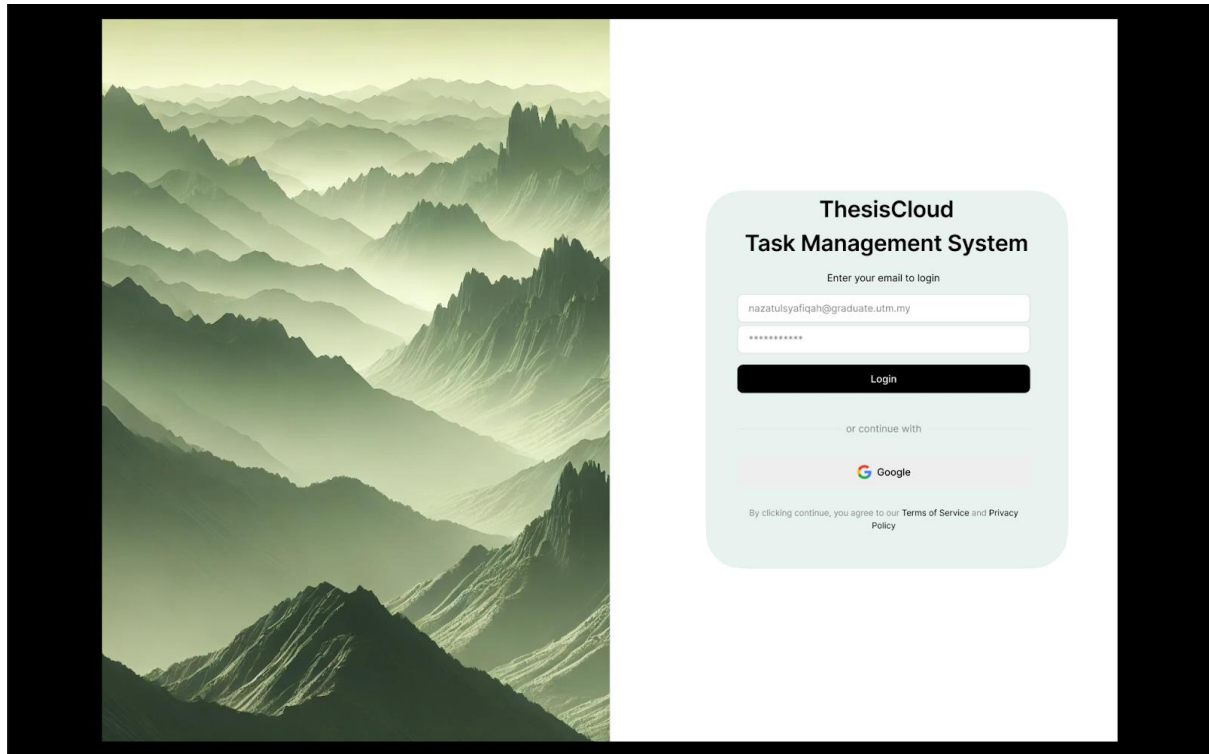 ThesisCloud
Task Management System
Enter your email to login
nazatulsyafiqah@graduate.utm.my
***********
Login
or continue with
Google
By clicking continue, you agree to our Terms of Service and Privacy
Policy